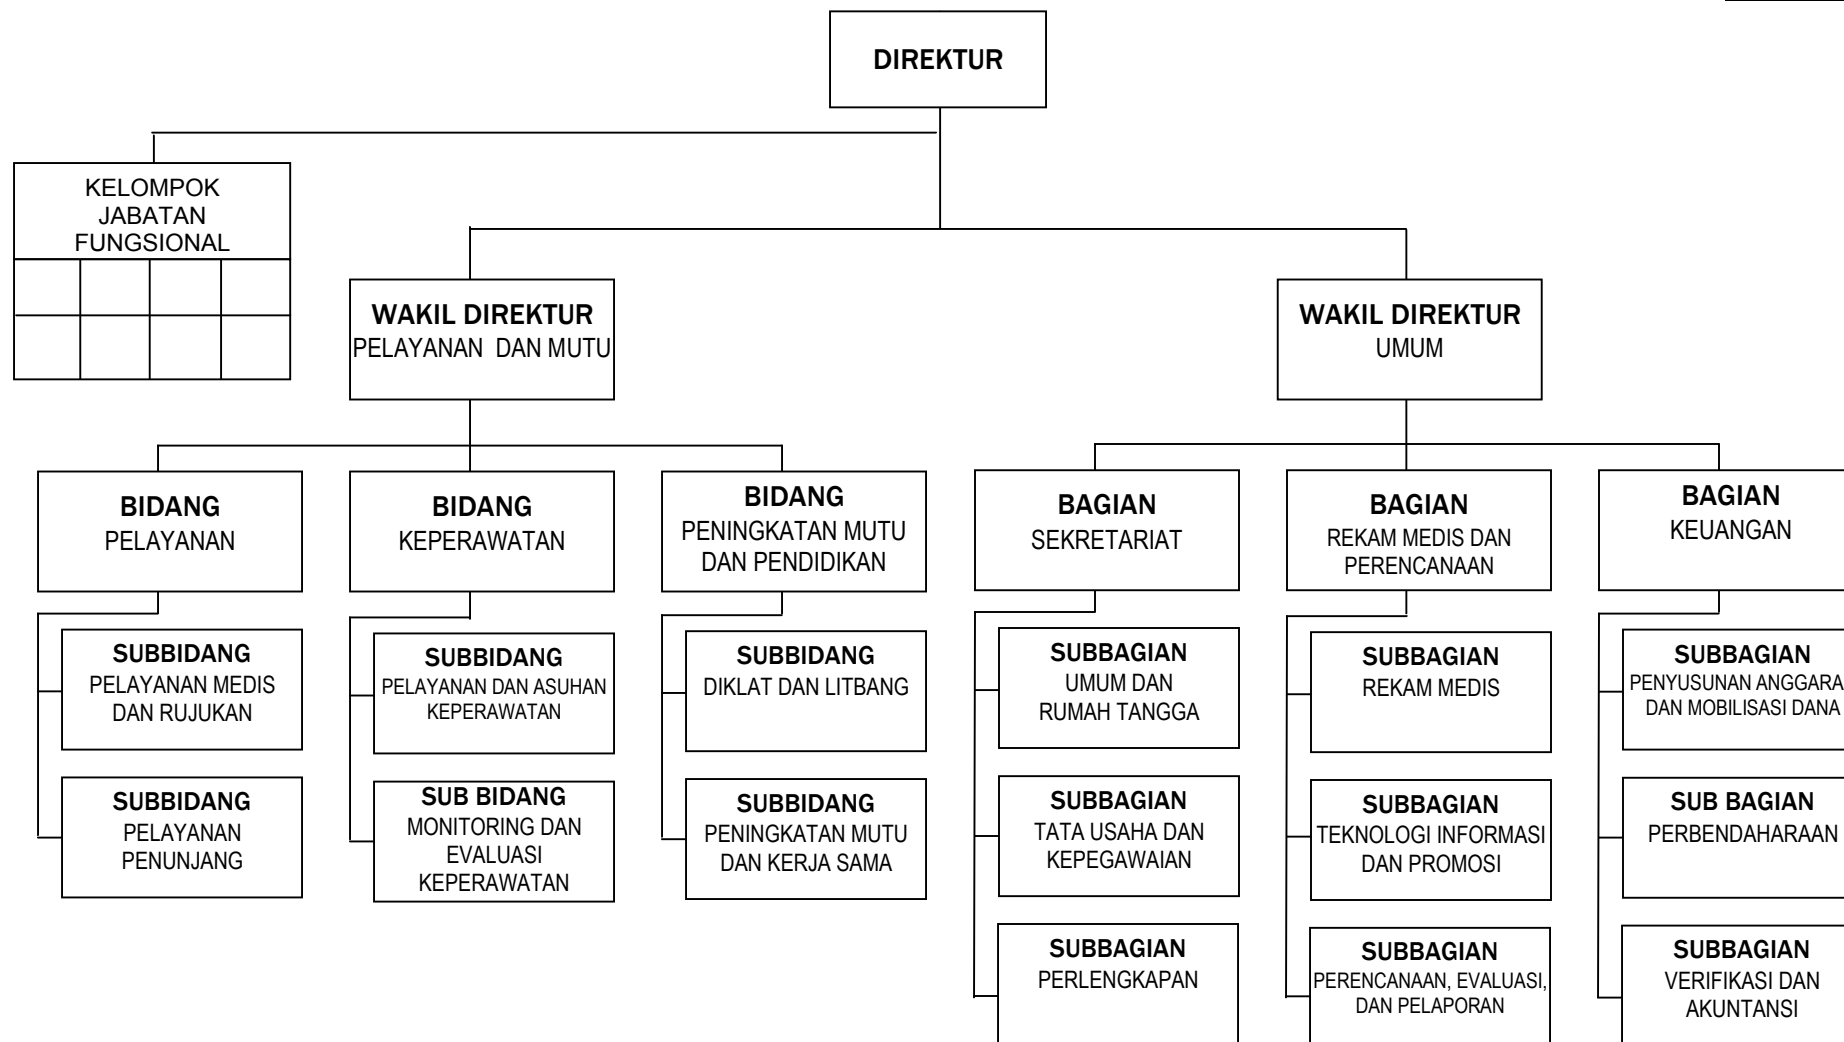 DIREKTUR
KELOMPOK
JABATAN
FUNGSIONAL
WAKIL DIREKTUR
PELAYANAN DAN MUTU
WAKIL DIREKTUR
UMUM
BIDANG
PELAYANAN
BIDANG
KEPERAWATAN
BIDANG
PENINGKATAN MUTU
DAN PENDIDIKAN
BAGIAN
SEKRETARIAT
BAGIAN
REKAM MEDIS DAN
PERENCANAAN
BAGIAN
KEUANGAN
SUBBIDANG
PELAYANAN MEDIS
DAN RUJUKAN
SUBBIDANG
PELAYANAN DAN ASUHAN
KEPERAWATAN
SUBBIDANG
DIKLAT DAN LITBANG
SUBBAGIAN
UMUM DAN
RUMAH TANGGA
SUBBAGIAN
REKAM MEDIS
SUBBAGIAN
PENYUSUNAN ANGGARA
DAN MOBILISASI DANA
SUBBIDANG
PELAYANAN
PENUNJANG
SUB BIDANG
MONITORING DAN
EVALUASI
KEPERAWATAN
SUBBIDANG
PENINGKATAN MUTU
DAN KERJA SAMA
SUBBAGIAN
TATA USAHA DAN
KEPEGAWAIAN
SUBBAGIAN
TEKNOLOGI INFORMASI
DAN PROMOSI
SUB BAGIAN
PERBENDAHARAAN
SUBBAGIAN
PERLENGKAPAN
SUBBAGIAN
PERENCANAAN, EVALUASI,
DAN PELAPORAN
SUBBAGIAN
VERIFIKASI DAN
AKUNTANSI